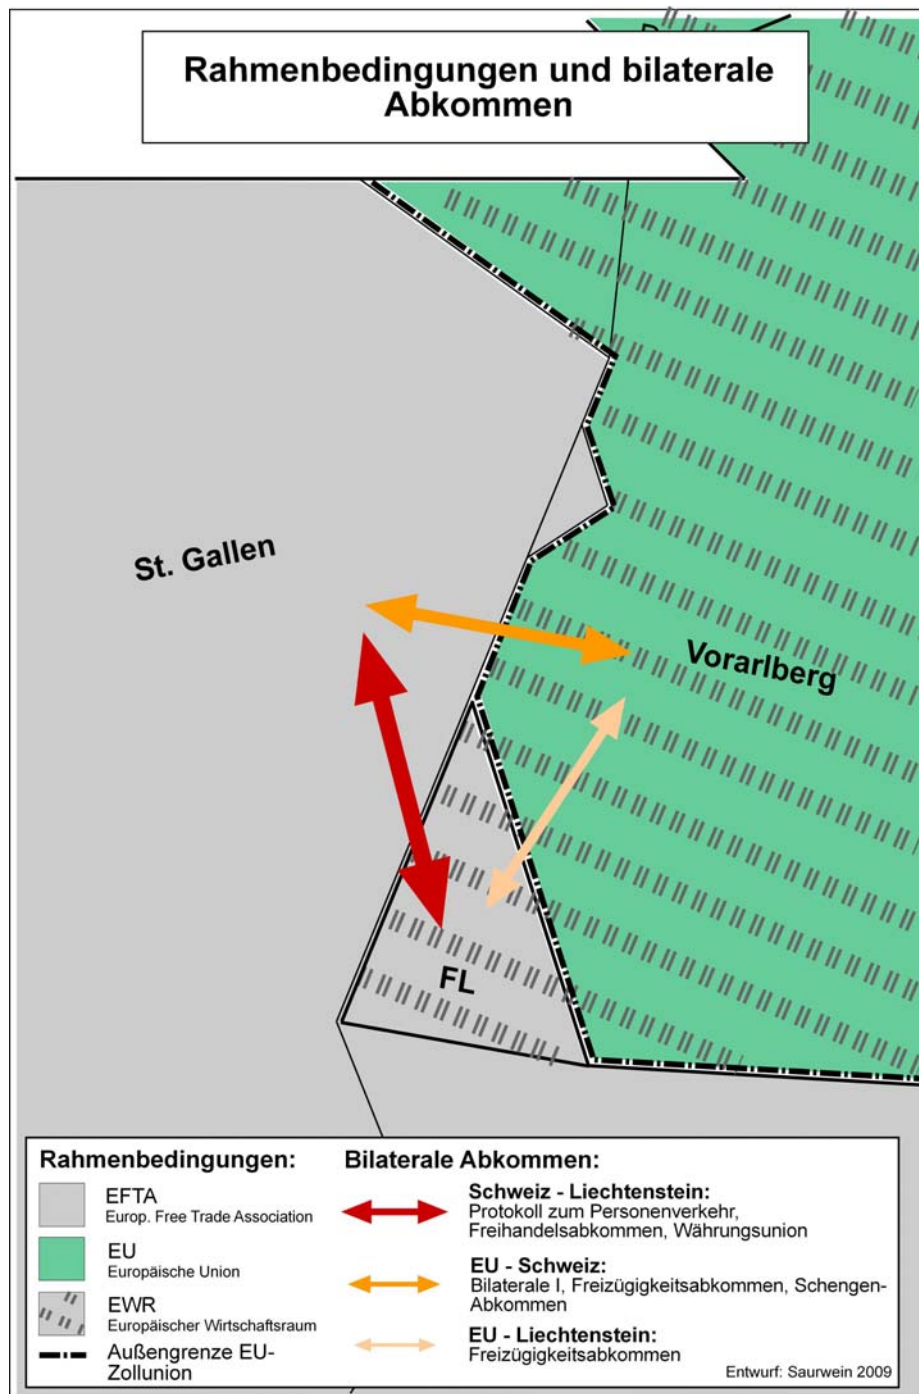 Rahmenbedingungen und bilaterale
Abkommen
St. Gallen
Vorarlberg
FL
Rahmenbedingungen:
EFTA
Europ. Free Trade Association
EU
Europäische Union
EWR
Europäischer Wirtschaftsraum
Außengrenze EU-
Zollunion
Bilaterale Abkommen:
Schweiz - Liechtenstein:
Protokoll zum Personenverkehr,
Freihandelsabkommen, Währungsunion
EU - Schweiz:
Bilaterale I, Freizügigkeitsabkommen, Schengen-
Abkommen
EU - Liechtenstein:
Freizügigkeitsabkommen
Entwurf: Saurwein 2009